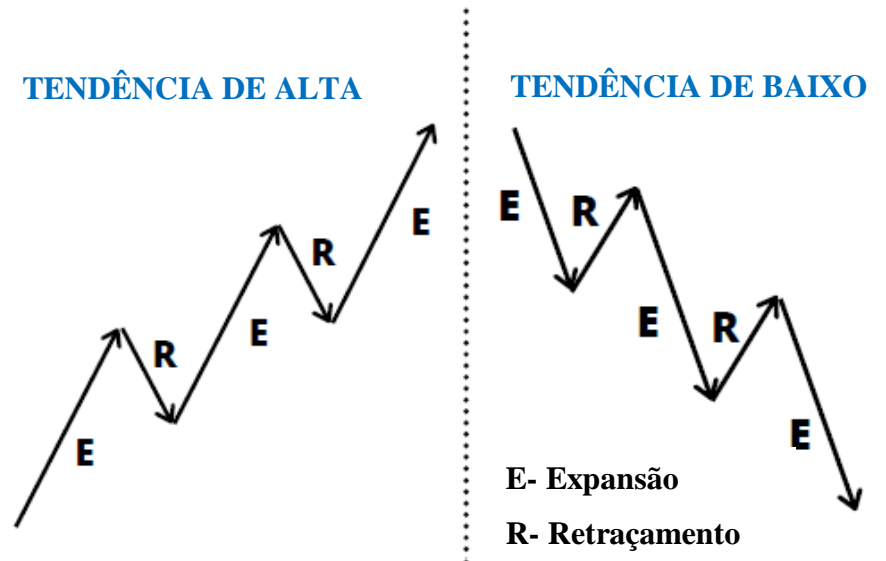 TENDÊNCIA DE ALTA
E
R
E
R
E
TENDÊNCIA DE BAIXO
E
R
E
R
E
E- Expansão
R- Retraçamento